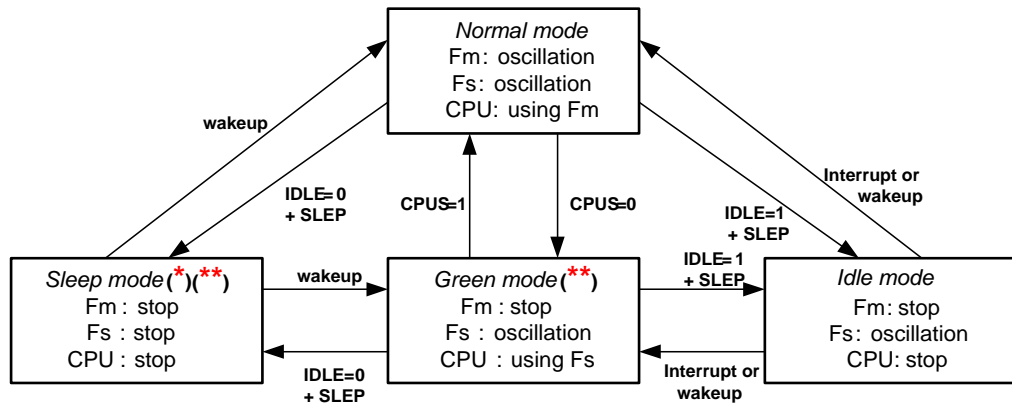 Normal mode
Fm: oscillation
Fs: oscillation
CPU: using Fm
wakeup
IDLE=0
+ SLEP
CPUS=1
CPUS=0
IDLE=1
+ SLEP
Interrupt or
wakeup
Sleep mode(*)(**)
Fm : stop
Fs : stop
CPU : stop
wakeup
IDLE=0
+ SLEP
Green mode(**)
Fm : stop
Fs : oscillation
CPU : using Fs
IDLE=1
+ SLEP
Interrupt or
wakeup
Idle mode
Fm: stop
Fs: oscillation
CPU: stop